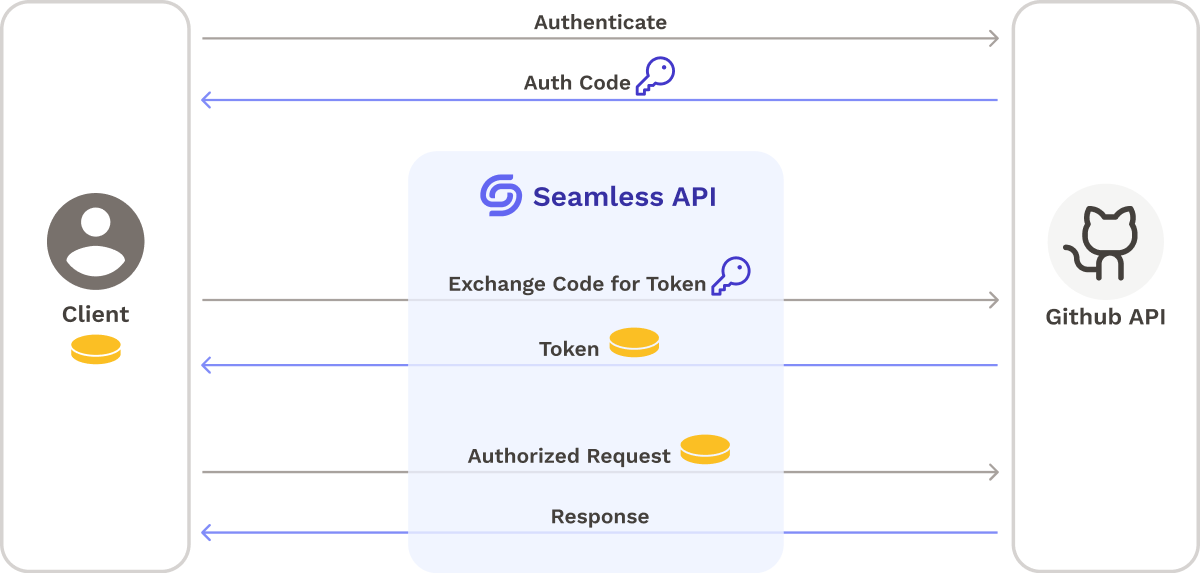 Authenticate
Auth Code
Seamless API
Exchange Code for Token
Client
Github API
Token
Authorized Request
Response